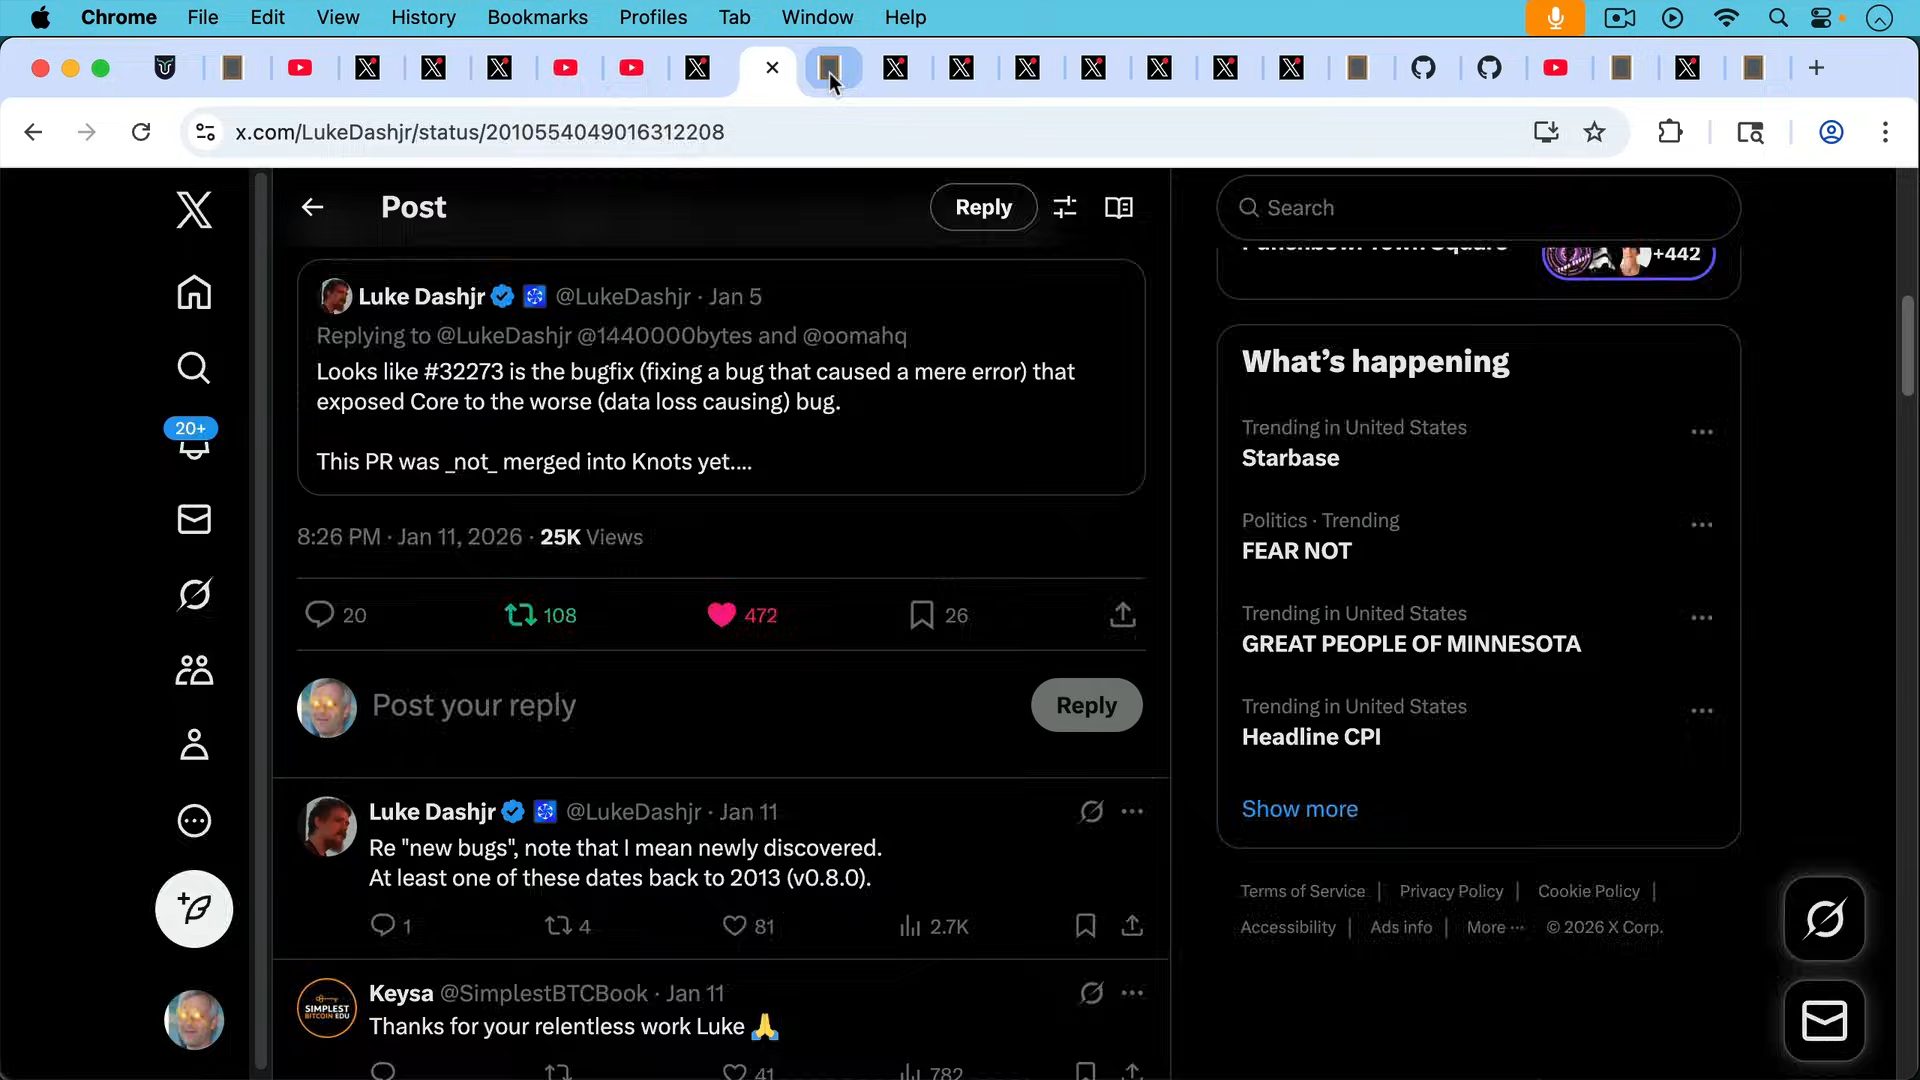 Chrome File Edit View History Bookmarks Profiles Tab Window Help
x.com/LukeDashjr/status/2010554049016312208
Post
Reply
Search
+442
Luke Dashjr @LukeDashjr · Jan 5
Replying to @LukeDashjr @1440000bytes and @oomahq
Looks like #32273 is the bugfix (fixing a bug that caused a mere error) that
exposed Core to the worse (data loss causing) bug.
This PR was _not_ merged into Knots yet....
8:26 PM · Jan 11, 2026 · 25K Views
20 108 472 26
Post your reply
Reply
Luke Dashjr @LukeDashjr · Jan 11
Re "new bugs", note that I mean newly discovered.
At least one of these dates back to 2013 (v0.8.0).
1 4 81 2.7K
SIMPLEST
BITCOIN EDU
Keysa @SimplestBTCBook · Jan 11
Thanks for your relentless work Luke 🙏
41 782
20+
What's happening
Trending in United States
Starbase
Politics · Trending
FEAR NOT
Trending in United States
GREAT PEOPLE OF MINNESOTA
Trending in United States
Headline CPI
Show more
Terms of Service | Privacy Policy | Cookie Policy |
Accessibility | Ads info | More ··· © 2026 X Corp.